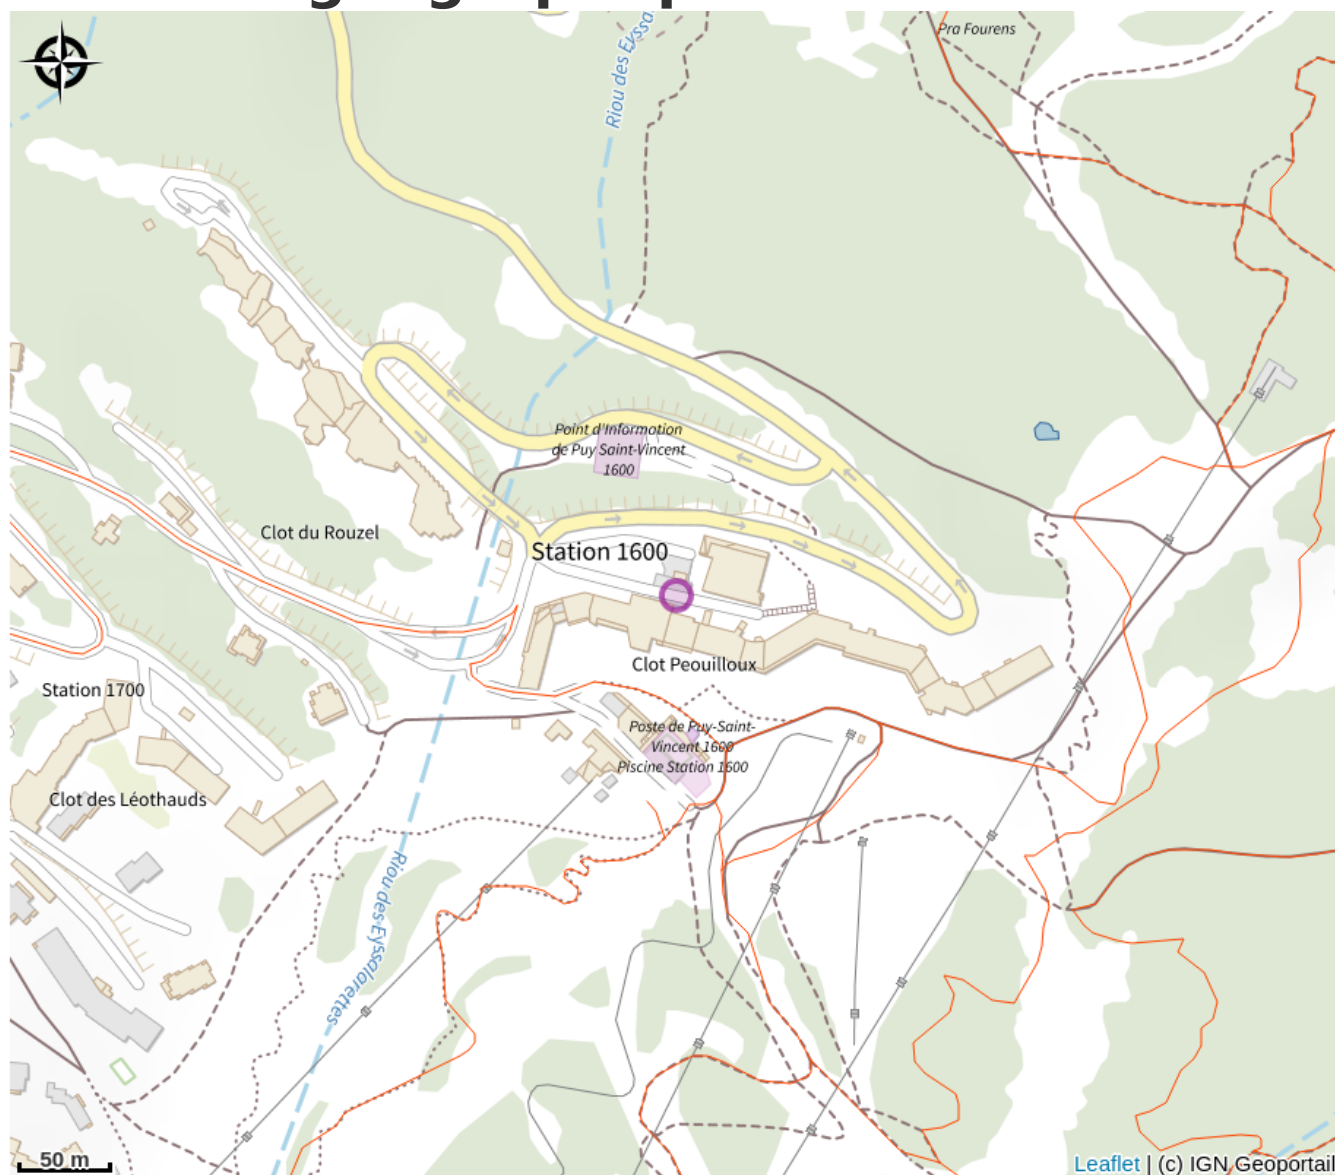 Pra Fourens
Riou des Eyssa
Point d'Information
de Puy Saint-Vincent
1600
Clot du Rouzel
Station 1600
Clot Peouilloux
Station 1700
Poste de Puy-Saint-
Vincent 1600
Piscine Station 1600
Clot des Léothauds
Riou des Eyssalarettes
50 m
Leaflet | (c) IGN Geoportail